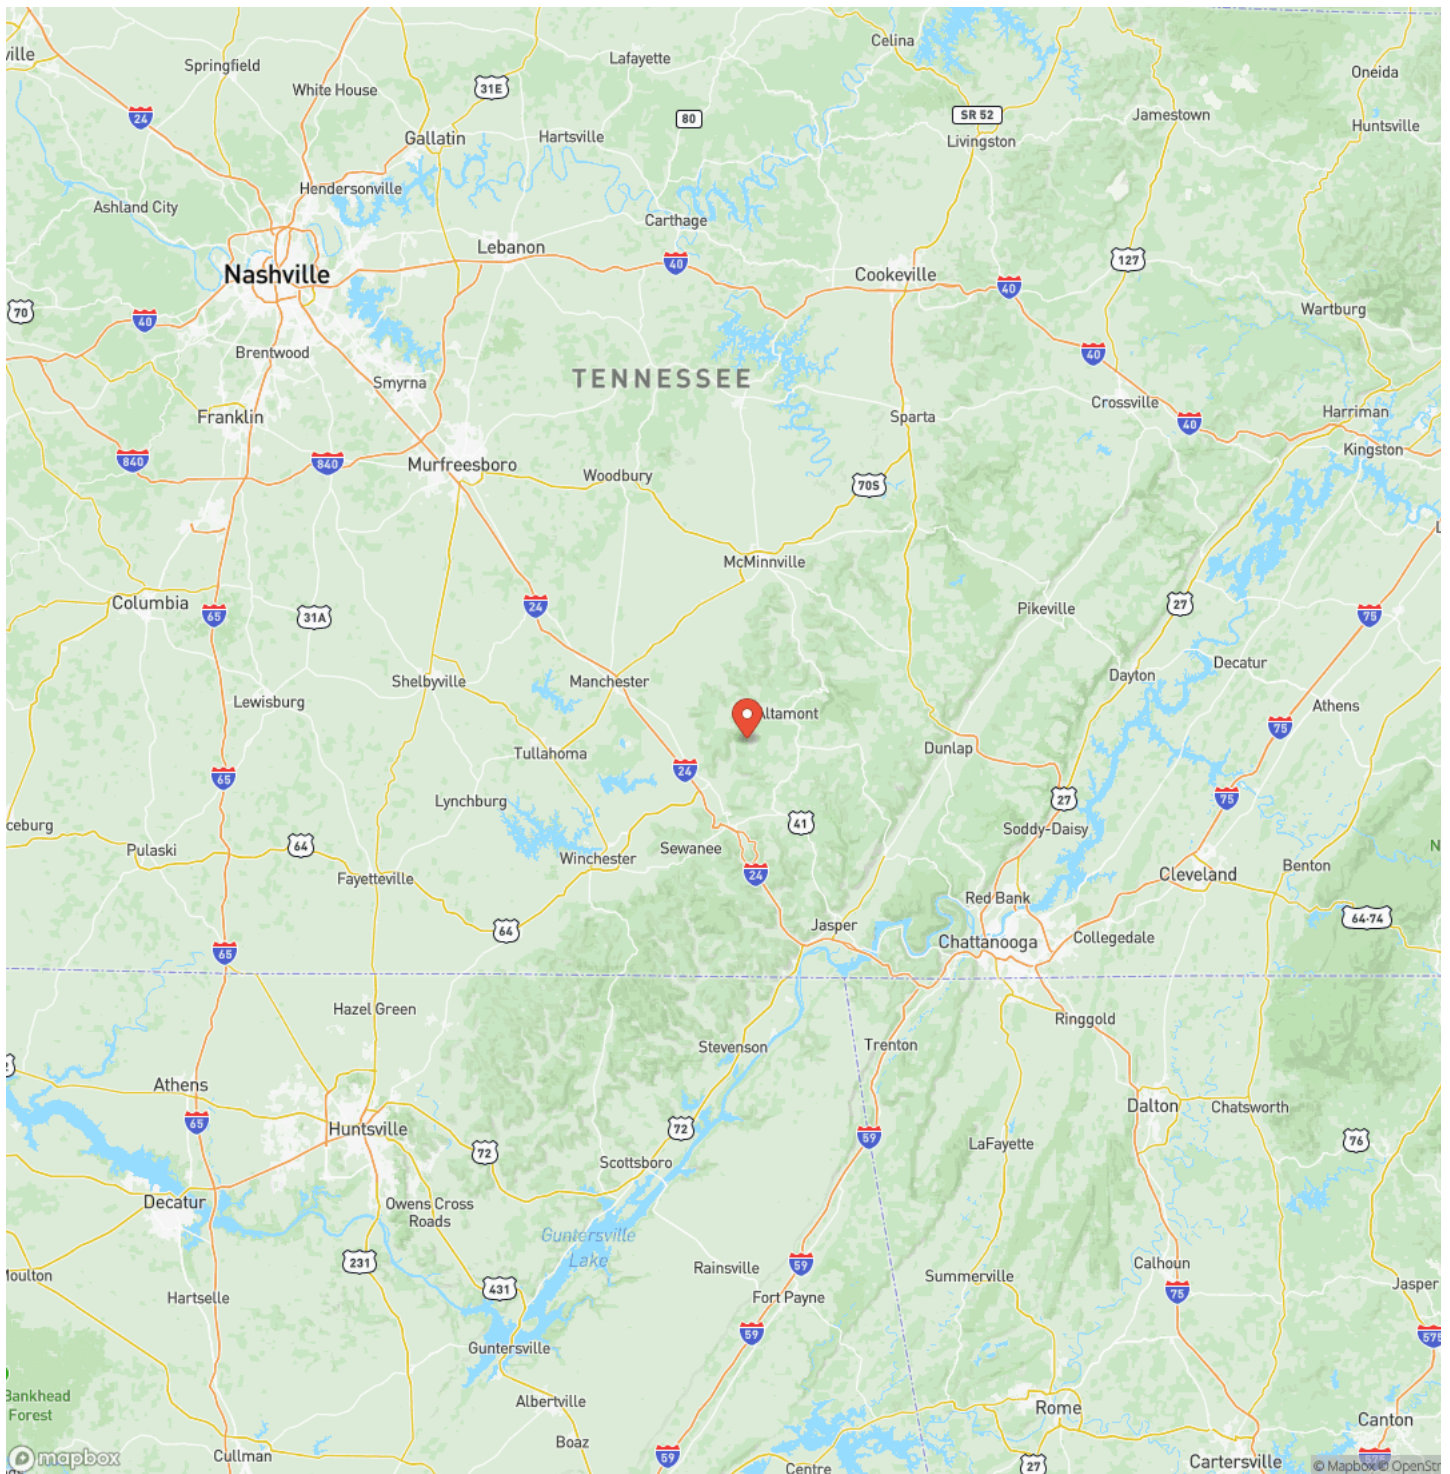 Celina
ville
Springfield
Lafayette
Oneida
White House
31E
24
80
SR 52
Jamestown
Huntsville
Gallatin
Hartsville
Livingston
Hendersonville
Ashland City
Carthage
Lebanon
40
127
Nashville
Cookeville
40
70
40
Wartburg
Brentwood
40
TENNESSEE
Smyrna
Crossville
Franklin
Sparta
Harriman
40
840
840
Murfreesboro
Kingston
Woodbury
70S
McMinnville
Columbia
24
Pikeville
27
65
31A
75
Decatur
Shelbyville
Manchester
Dayton
Lewisburg
Altamont
Athens
75
Tullahoma
Dunlap
24
65
Lynchburg
27
75
ceburg
41
Soddy-Daisy
Pulaski
64
Sewanee
N
Winchester
Benton
Fayetteville
24
Cleveland
Red Bank
64
Jasper
64-74
Chattanooga
Collegedale
65
Hazel Green
Ringgold
Stevenson
Trenton
Athens
Dalton
Chatsworth
65
Huntsville
72
59
76
72
LaFayette
Scottsboro
Decatur
Owens Cross
Roads
Guntersville
Lake
231
Rainsville
59
Calhoun
Moulton
431
Summerville
Jasper
Hartselle
Fort Payne
75
59
575
Guntersville
Bankhead
Forest
Albertville
Rome
Canton
Boaz
Cullman
59
Centre
27
Cartersville
mapbox
© Mapbox © OpenStr